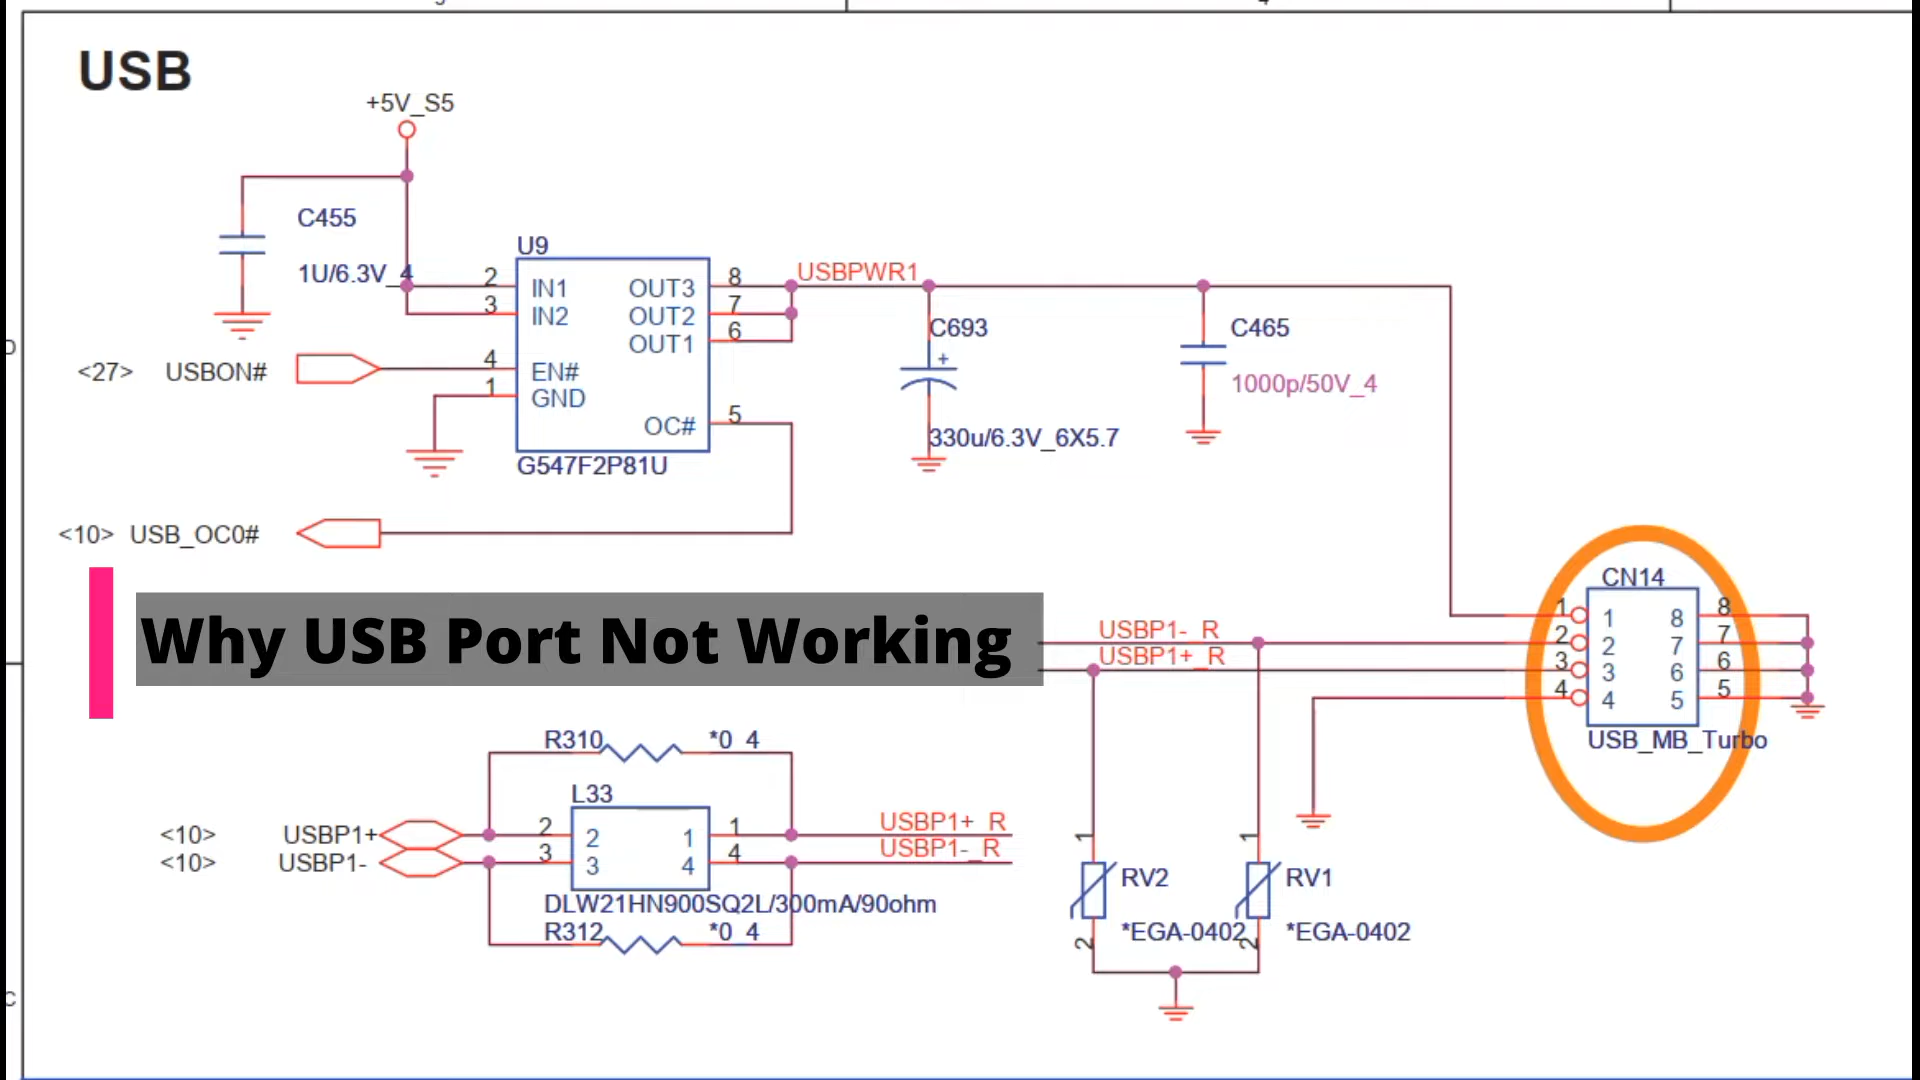 USB
+5V_S5
C455
1U/6.3V_4
U9
2 IN1 OUT3 8 USBPWR1
3 IN2 OUT2 7
OUT1 6
<27> USBON# 4 EN#
1 GND
OC# 5
G547F2P81U
C693
+
330u/6.3V_6X5.7
C465
1000p/50V_4
<10> USB_OC0#
Why USB Port Not Working
CN14
USBP1-_R
USBP1+_R
1 1 8 8
2 2 7 7
3 3 6 6
4 4 5 5
USB_MB_Turbo
R310 *0_4
L33
<10> USBP1+ 2 2 1 1 USBP1+_R
<10> USBP1- 3 3 4 4 USBP1-_R
DLW21HN900SQ2L/300mA/90ohm
R312 *0_4
1 RV2 1 RV1
2 *EGA-0402 2 *EGA-0402